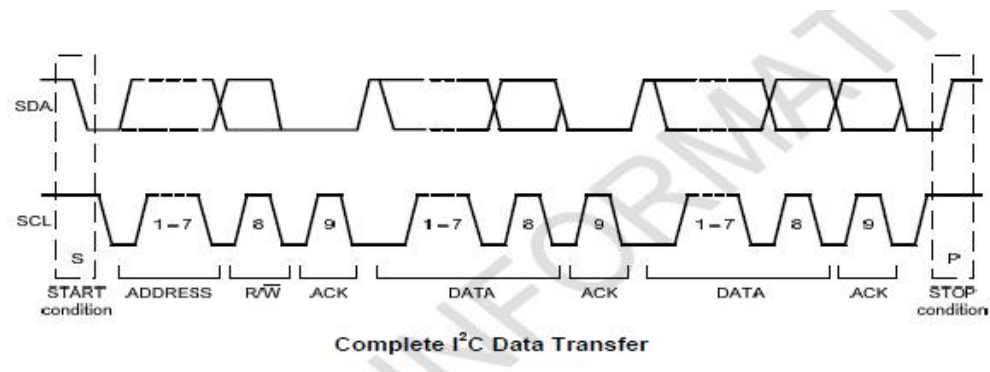 SDA
SCL
1 – 7 8 9 1 – 7 8 9 1 – 7 8 9
S P
START condition ADDRESS R/W̅ ACK DATA ACK DATA ACK STOP condition
Complete I²C Data Transfer